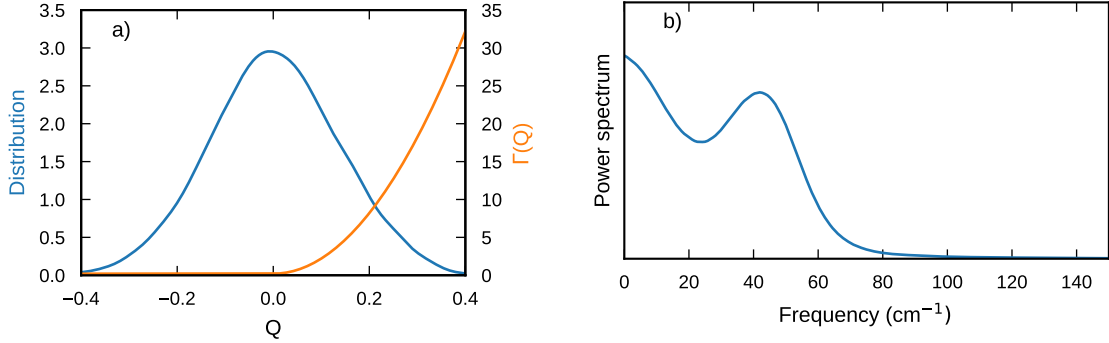 a)
Distribution
3.5
3.0
2.5
2.0
1.5
1.0
0.5
0.0
35
30
25
20
15
10
5
0
Γ(Q)
−0.4 −0.2 0.0 0.2 0.4
Q
b)
Power spectrum
0 20 40 60 80 100 120 140
Frequency (cm⁻¹)